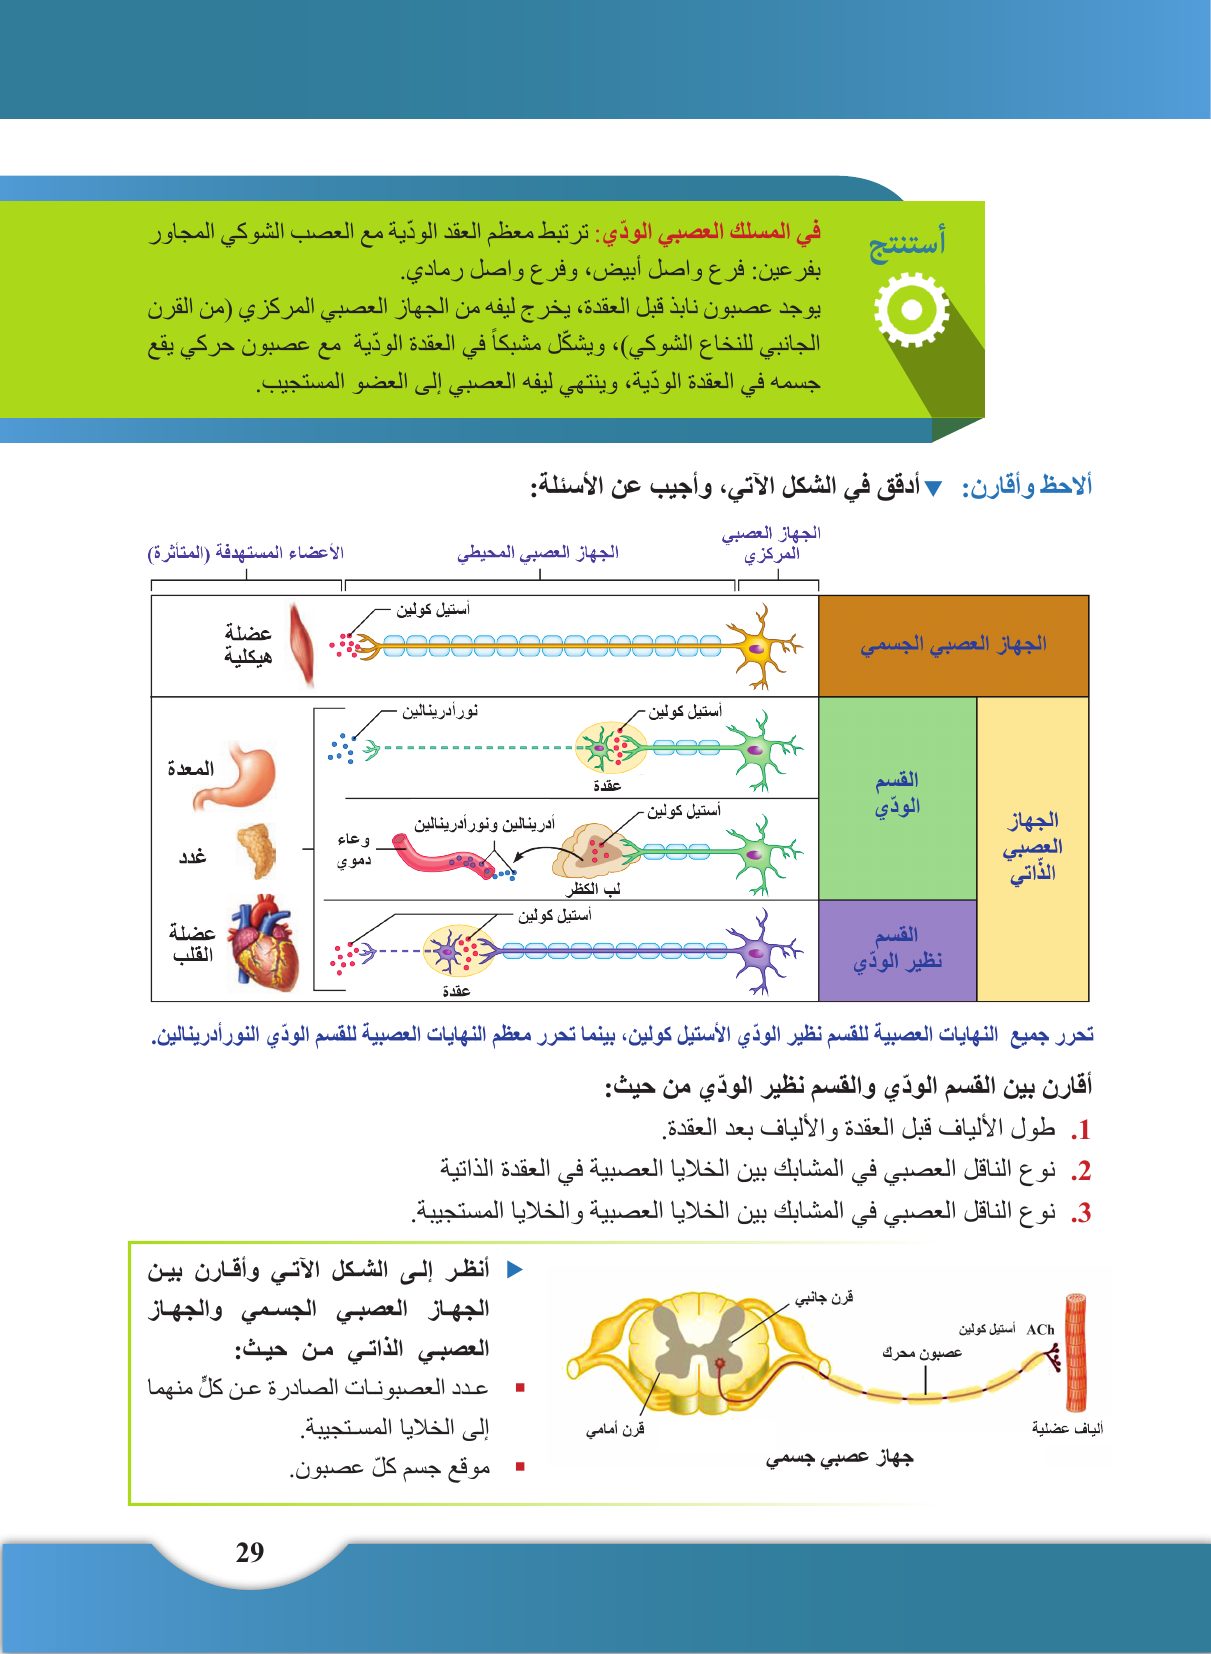 أستنتج
في المسلك العصبي الودّي: ترتبط معظم العقد الودّية مع العصب الشوكي المجاور
بفرعين: فرع واصل أبيض، وفرع واصل رمادي.
يوجد عصبون نابذ قبل العقدة، يخرج ليفه من الجهاز العصبي المركزي (من القرن
الجانبي للنخاع الشوكي)، ويشكّل مشبكاً في العقدة الودّية مع عصبون حركي يقع
جسمه في العقدة الودّية، وينتهي ليفه العصبي إلى العضو المستجيب.
ألاحظ وأقارن: أدقق في الشكل الآتي، وأجيب عن الأسئلة:
الجهاز العصبي
المركزي
الجهاز العصبي المحيطي
الأعضاء المستهدفة (المتأثرة)
الجهاز العصبي الجسمي
أستيل كولين
عضلة
هيكلية
الجهاز
العصبي
الذّاتي
القسم
الودّي
أستيل كولين
نورأدرينالين
عقدة
أستيل كولين
أدرينالين ونورأدرينالين
وعاء
دموي
لب الكظر
المعدة
غدد
عضلة
القلب
القسم
نظير الودّي
أستيل كولين
عقدة
تحرر جميع النهايات العصبية للقسم نظير الودّي الأستيل كولين، بينما تحرر معظم النهايات العصبية للقسم الودّي النورأدرينالين.
أقارن بين القسم الودّي والقسم نظير الودّي من حيث:
1. طول الألياف قبل العقدة والألياف بعد العقدة.
2. نوع الناقل العصبي في المشابك بين الخلايا العصبية في العقدة الذاتية
3. نوع الناقل العصبي في المشابك بين الخلايا العصبية والخلايا المستجيبة.
قرن جانبي
أستيل كولين ACh
عصبون محرك
قرن أمامي
ألياف عضلية
جهاز عصبي جسمي
أنظر إلى الشكل الآتي وأقارن بين
الجهاز العصبي الجسمي والجهاز
العصبي الذاتي من حيث:
عدد العصبونات الصادرة عن كلٍّ منهما
إلى الخلايا المستجيبة.
موقع جسم كلّ عصبون.
29